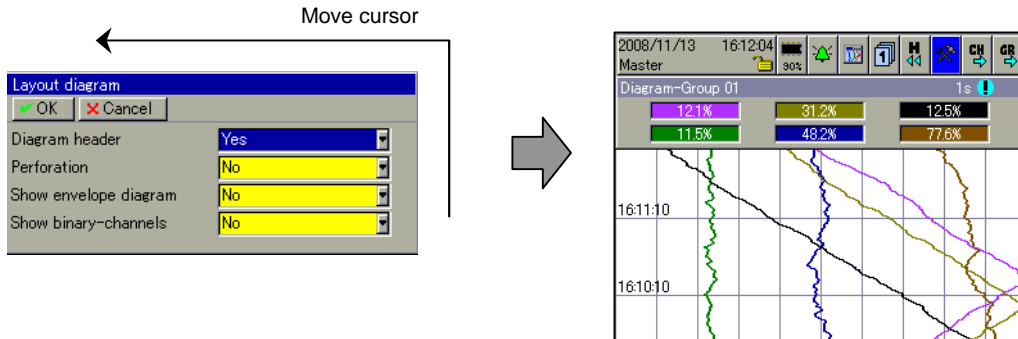 Move cursor
Layout diagram
OK Cancel
Diagram header Yes
Perforation No
Show envelope diagram No
Show binary-channels No
2008/11/13 16:12:04
Master
90%
1
H
CH
GR
Diagram-Group 01 1s
12.1% 31.2% 12.5%
11.5% 48.2% 77.6%
16:11:10
16:10:10